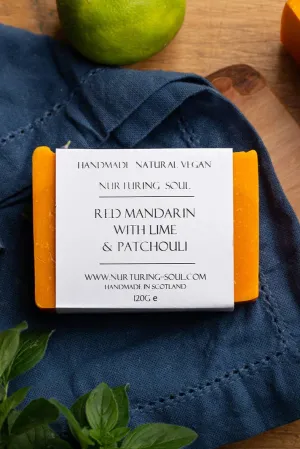 HANDMADE NATURAL VEGAN
NURTURING SOUL
RED MANDARIN
WITH LIME
& PATCHOULI
WWW.NURTURING-SOUL.COM
HANDMADE IN SCOTLAND
120G e